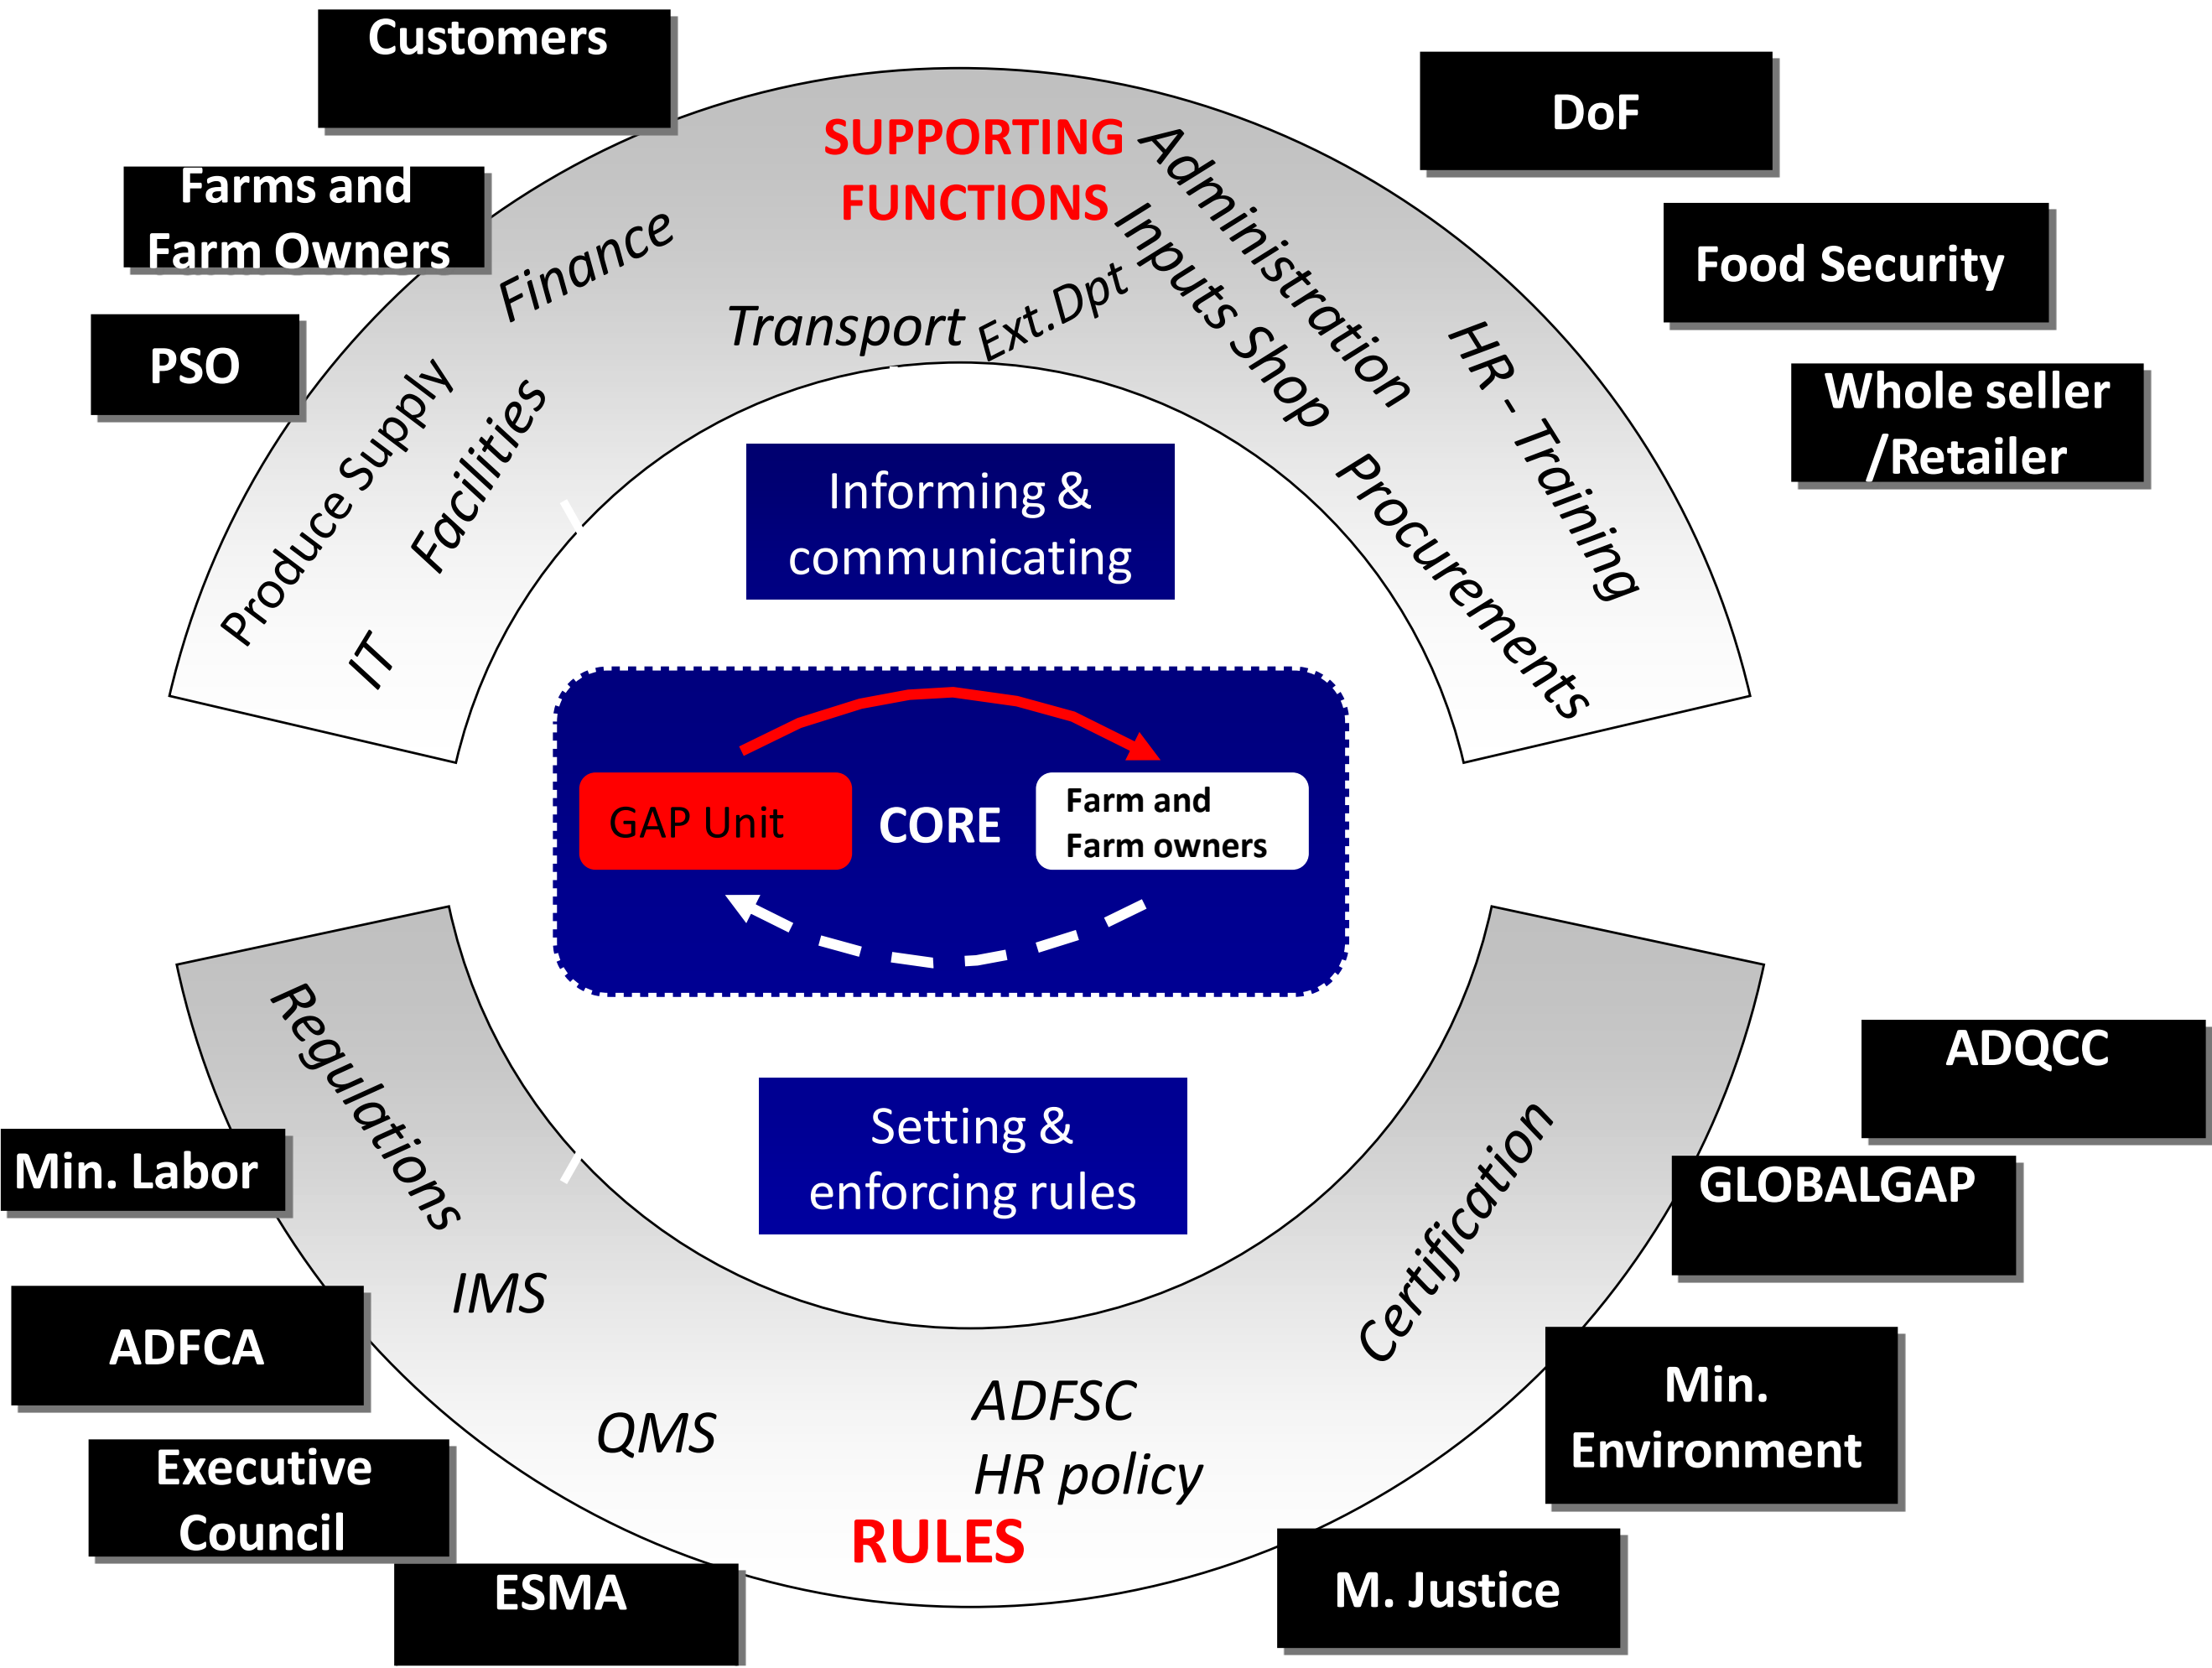 Customers
DoF
SUPPORTING
FUNCTIONS
Farms and
Farm Owners
Administration
Inputs Shop
Food Security
Finance
Transport
Ext.Dpt
HR - Training
PSO
Whole seller
/Retailer
Produce Supply
Facilities
Procurements
IT
Informing &
communicating
GAP Unit
CORE
Farm and
Farm owners
Regulations
ADQCC
Setting &
enforcing rules
Certification
Min. Labor
GLOBALGAP
IMS
ADFCA
ADFSC
HR policy
QMS
Min.
Environment
Executive
Council
RULES
ESMA
M. Justice